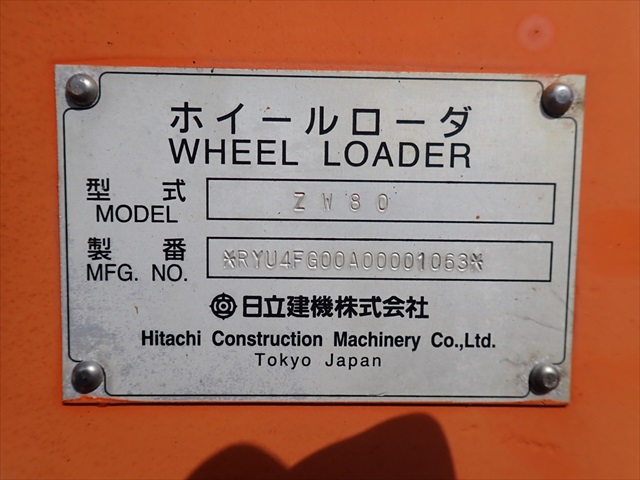 ホイールローダ
WHEEL LOADER
型式 ZW80
MODEL
製番 *RYU4FG00A00001063*
MFG. NO.
日立建機株式会社
Hitachi Construction Machinery Co.,Ltd.
Tokyo Japan